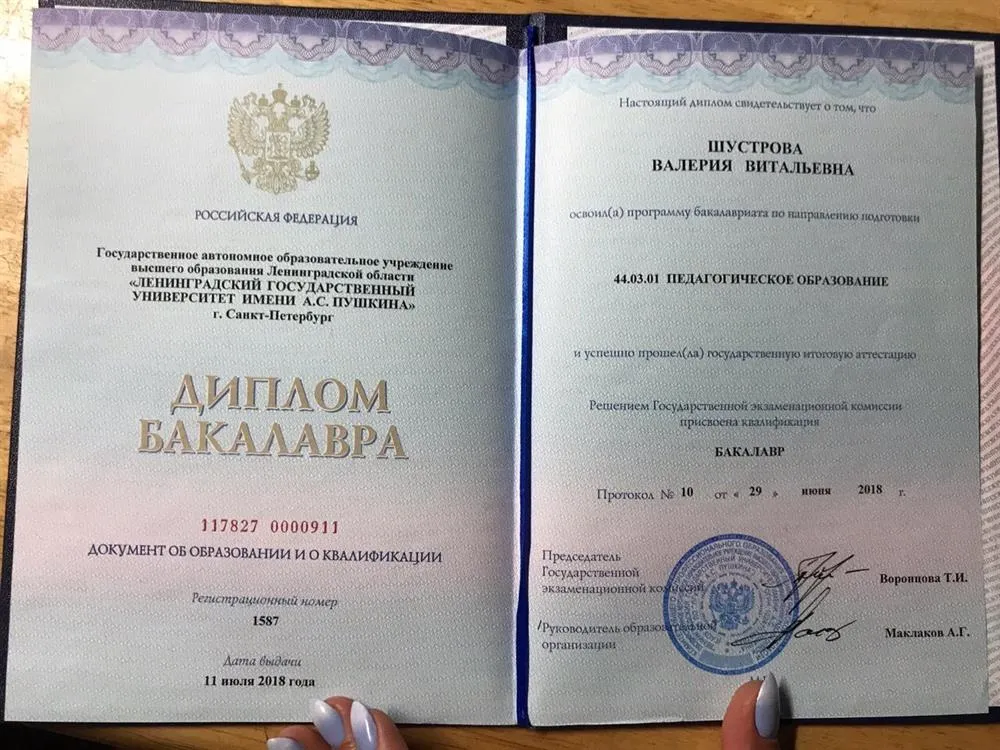 РОССИЙСКАЯ ФЕДЕРАЦИЯ
Государственное автономное образовательное учреждение
высшего образования Ленинградской области
«ЛЕНИНГРАДСКИЙ ГОСУДАРСТВЕННЫЙ
УНИВЕРСИТЕТ ИМЕНИ А.С. ПУШКИНА»
г. Санкт-Петербург
ДИПЛОМ
БАКАЛАВРА
117827 0000911
ДОКУМЕНТ ОБ ОБРАЗОВАНИИ И О КВАЛИФИКАЦИИ
Регистрационный номер
1587
Дата выдачи
11 июля 2018 года
Настоящий диплом свидетельствует о том, что
ШУСТРОВА
ВАЛЕРИЯ ВИТАЛЬЕВНА
освоил(а) программу бакалавриата по направлению подготовки
44.03.01 ПЕДАГОГИЧЕСКОЕ ОБРАЗОВАНИЕ
и успешно прошел(ла) государственную итоговую аттестацию
Решением Государственной экзаменационной комиссии
присвоена квалификация
БАКАЛАВР
Протокол № 10 от « 29 » июня 2018 г.
Председатель
Государственной
экзаменационной комиссии
Воронцова Т.И.
Руководитель образовательной
организации
Маклаков А.Г.